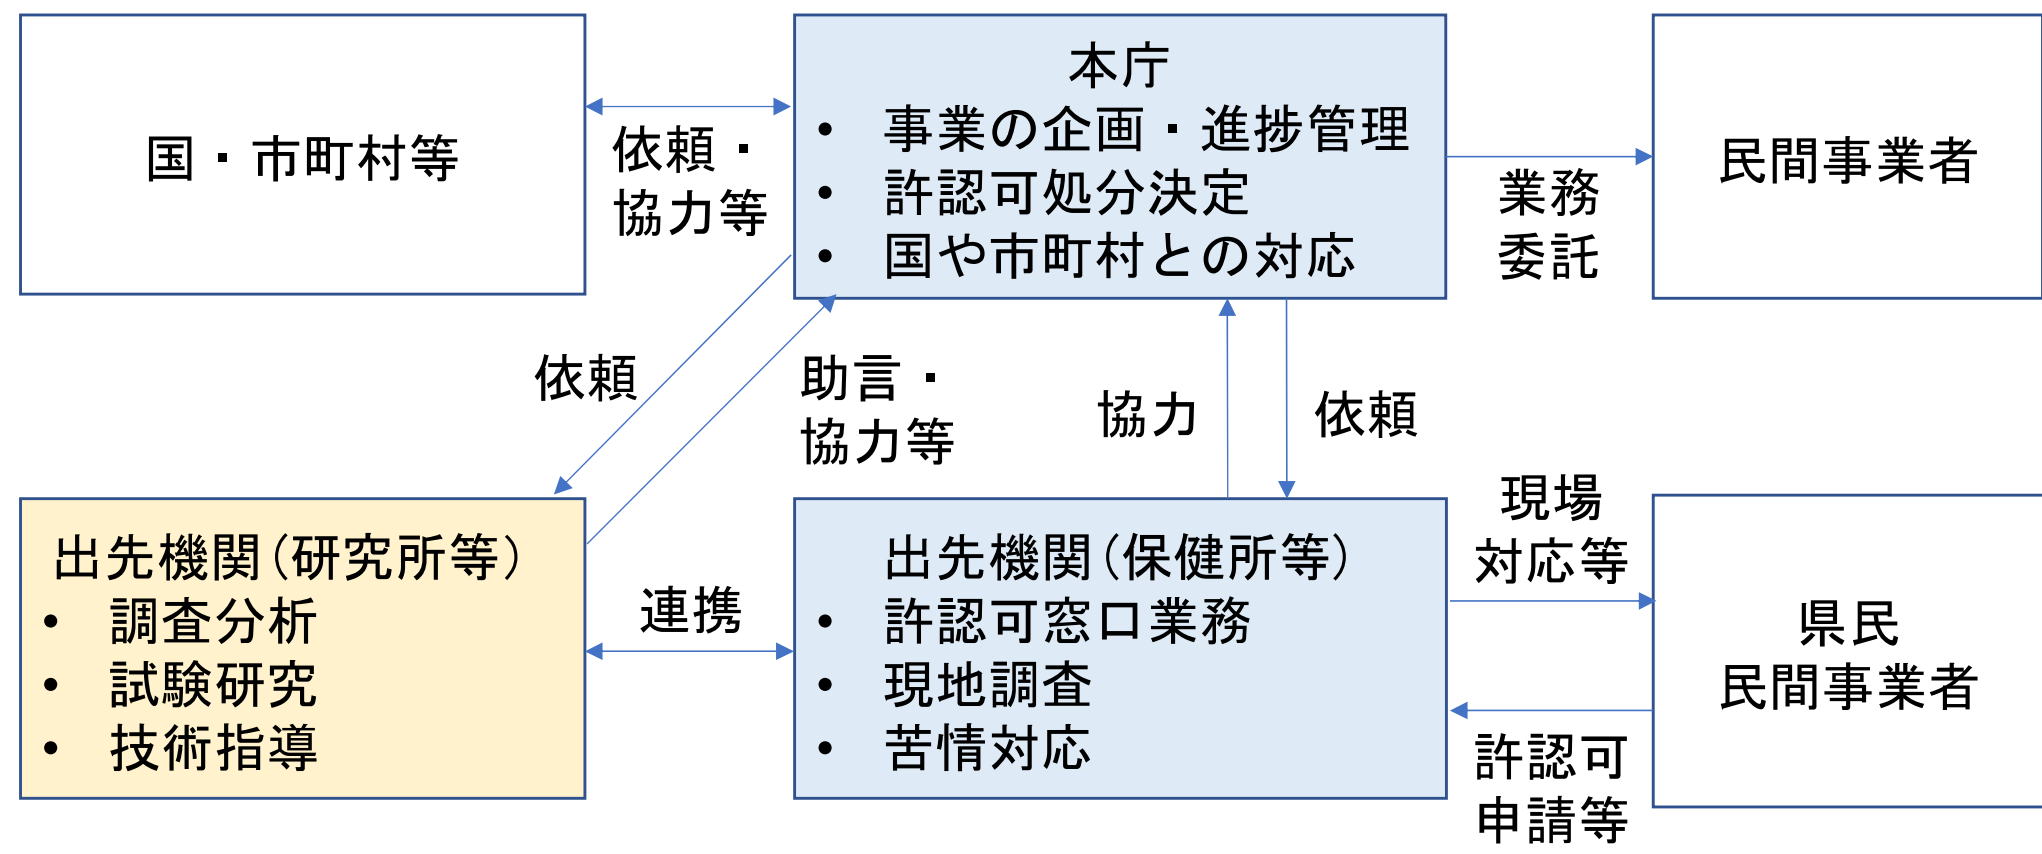 国・市町村等
依頼・
協力等
本庁
• 事業の企画・進捗管理
• 許認可処分決定
• 国や市町村との対応
業務
委託
民間事業者
依頼
助言・
協力等
協力
依頼
出先機関（研究所等）
• 調査分析
• 試験研究
• 技術指導
連携
出先機関（保健所等）
• 許認可窓口業務
• 現地調査
• 苦情対応
現場
対応等
許認可
申請等
県民
民間事業者